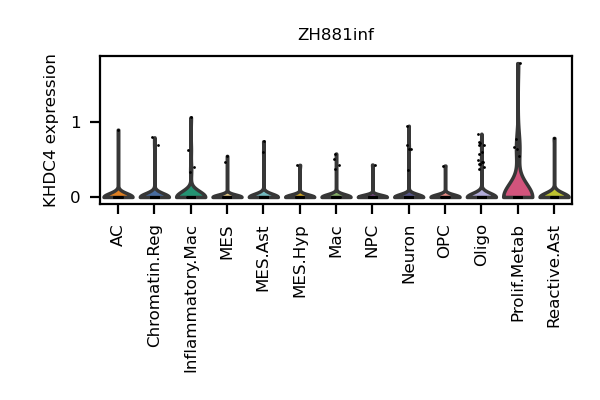 ZH881inf
KHDC4 expression
1
0
AC
Chromatin.Reg
Inflammatory.Mac
MES
MES.Ast
MES.Hyp
Mac
NPC
Neuron
OPC
Oligo
Prolif.Metab
Reactive.Ast